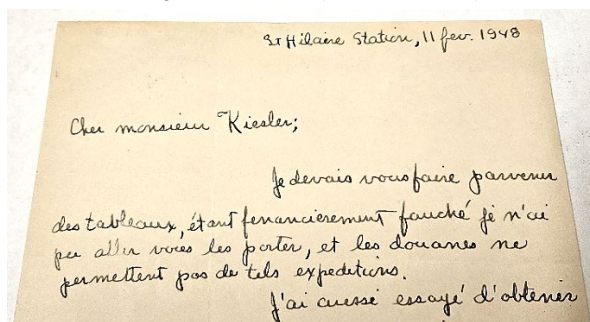 St Hilaire Station, 11 fev. 1948
Cher monsieur Kiesler;
Je devais vous faire parvenir
des tableaux, étant financièrement fauché je n'ai
pu aller vous les porter, et les douanes ne
permettent pas de tels expeditions.
J'ai aussi essayé d'obtenir